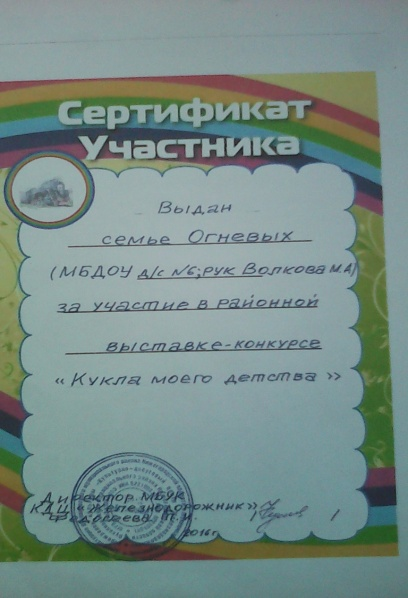 Сертификат
Участника
Выдан
семье Огневых
(МБДОУ д/с №6; рук Волкова М.А)
за участие в районной
выставке-конкурсе
«Кукла моего детства»
Директор МБУК
КДЦ «Железнодорожник»
2016г